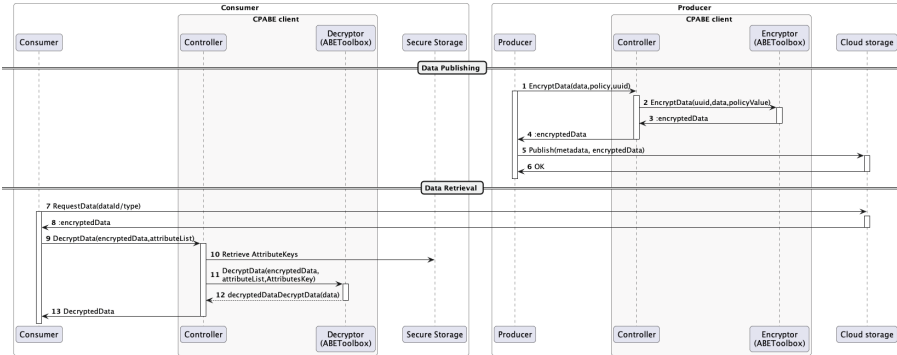 Consumer
Producer
CPABE client
CPABE client
Consumer
Controller
Decryptor
(ABEToolbox)
Secure Storage
Producer
Controller
Encryptor
(ABEToolbox)
Cloud storage
Data Publishing
1 EncryptData(data,policy,uuid)
2 EncryptData(uuid,data,policyValue)
3 :encryptedData
4 :encryptedData
5 Publish(metadata, encryptedData)
6 OK
Data Retrieval
7 RequestData(dataId/type)
8 :encryptedData
9 DecryptData(encryptedData,attributeList)
10 Retrieve AttributeKeys
11 DecryptData(encryptedData,
attributeList,AttributesKey)
12 decryptedDataDecryptData(data)
13 DecryptedData
Consumer
Controller
Decryptor
(ABEToolbox)
Secure Storage
Producer
Controller
Encryptor
(ABEToolbox)
Cloud storage